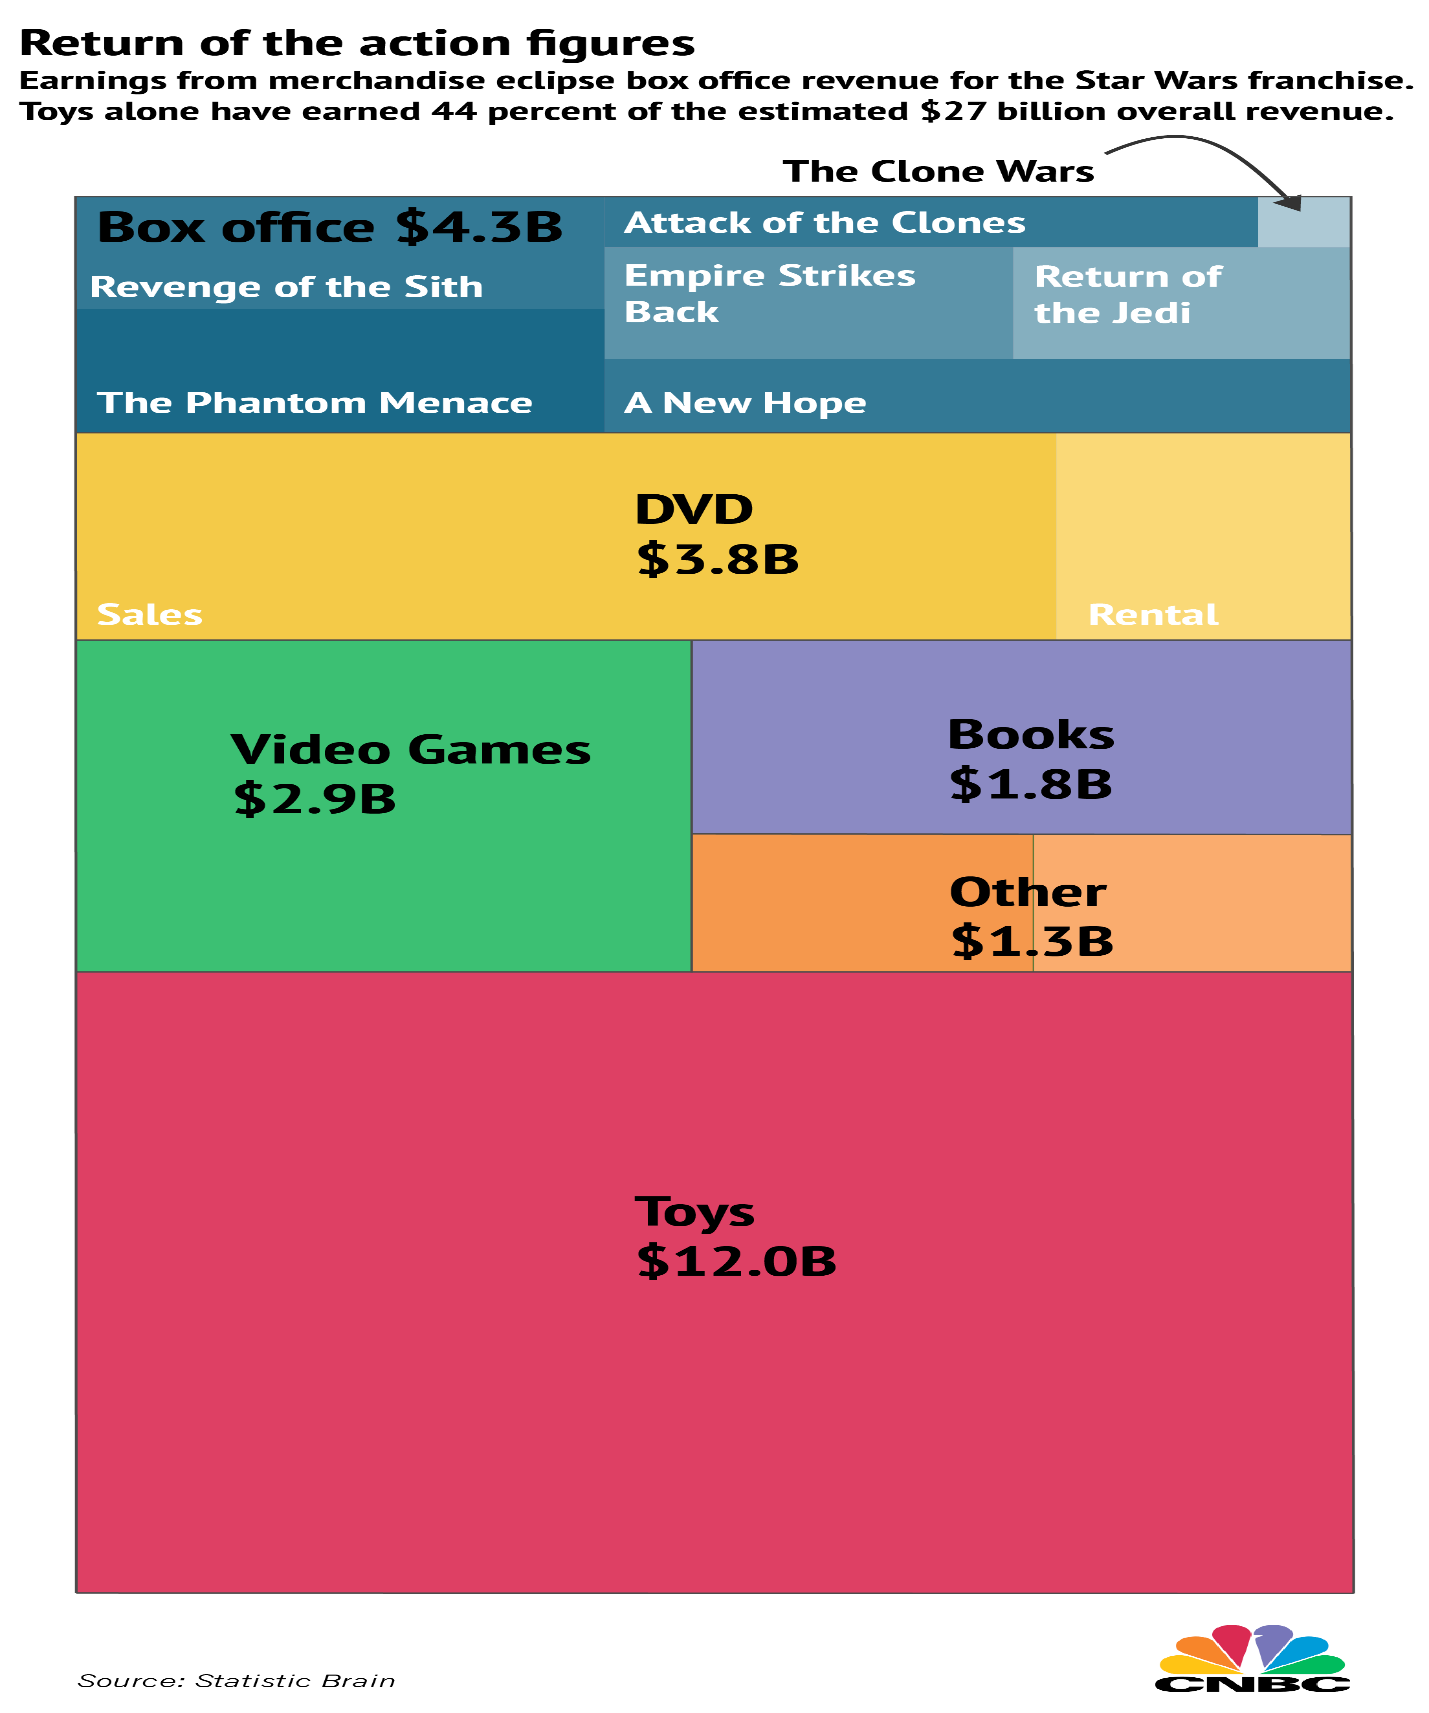 Return of the action figures
Earnings from merchandise eclipse box office revenue for the Star Wars franchise.
Toys alone have earned 44 percent of the estimated $27 billion overall revenue.
The Clone Wars
Box office $4.3B
Attack of the Clones
Revenge of the Sith
Empire Strikes
Back
Return of
the Jedi
The Phantom Menace
A New Hope
DVD
$3.8B
Sales
Rental
Video Games
$2.9B
Books
$1.8B
Other
$1.3B
Toys
$12.0B
Source: Statistic Brain
CNBC